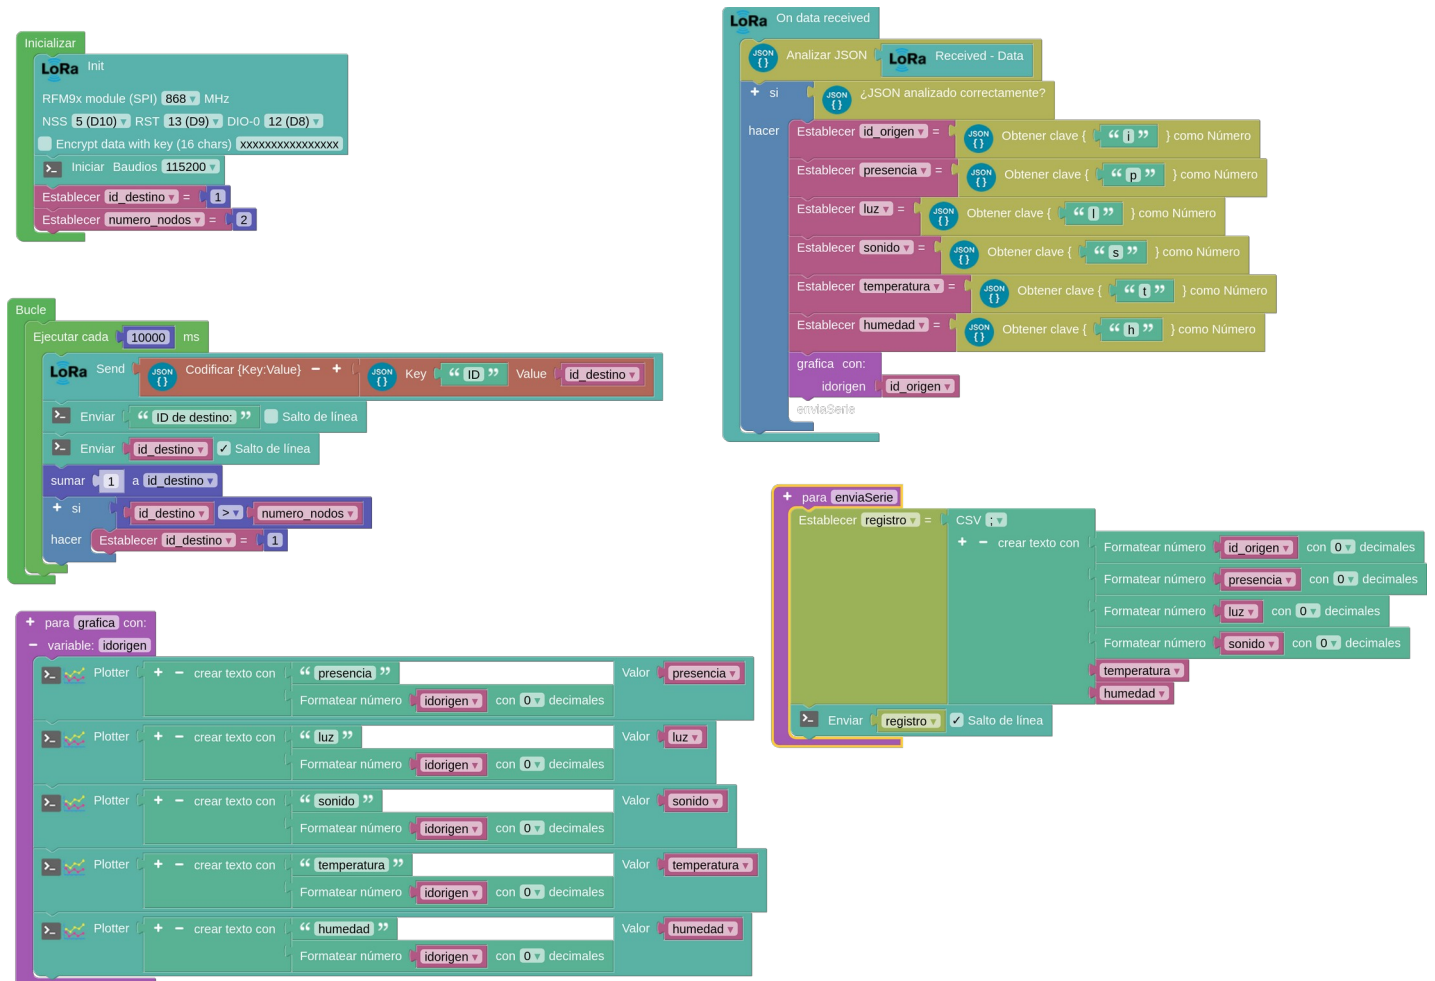 Inicializar
LoRa Init
RFM9x module (SPI) 868 MHz
NSS 5 (D10) RST 13 (D9) DIO-0 12 (D8)
Encrypt data with key (16 chars) xxxxxxxxxxxxxxxx
Iniciar Baudios 115200
Establecer id_destino = 1
Establecer numero_nodos = 2
Bucle
Ejecutar cada 10000 ms
LoRa Send JSON { } Codificar {Key:Value} - + JSON { } Key “ ID ” Value id_destino
Enviar “ ID de destino: ” Salto de línea
Enviar id_destino ✓ Salto de línea
sumar 1 a id_destino
+ si id_destino > numero_nodos
hacer Establecer id_destino = 1
+ para grafica con:
- variable: idorigen
Plotter + - crear texto con “ presencia ” Valor presencia
Formatear número idorigen con 0 decimales
Plotter + - crear texto con “ luz ” Valor luz
Formatear número idorigen con 0 decimales
Plotter + - crear texto con “ sonido ” Valor sonido
Formatear número idorigen con 0 decimales
Plotter + - crear texto con “ temperatura ” Valor temperatura
Formatear número idorigen con 0 decimales
Plotter + - crear texto con “ humedad ” Valor humedad
Formatear número idorigen con 0 decimales
LoRa On data received
JSON { } Analizar JSON LoRa Received - Data
+ si JSON { } ¿JSON analizado correctamente?
hacer Establecer id_origen = JSON { } Obtener clave { “ i ” } como Número
Establecer presencia = JSON { } Obtener clave { “ p ” } como Número
Establecer luz = JSON { } Obtener clave { “ l ” } como Número
Establecer sonido = JSON { } Obtener clave { “ s ” } como Número
Establecer temperatura = JSON { } Obtener clave { “ t ” } como Número
Establecer humedad = JSON { } Obtener clave { “ h ” } como Número
grafica con:
idorigen id_origen
enviaSerie
+ para enviaSerie
Establecer registro = CSV ;
+ - crear texto con Formatear número id_origen con 0 decimales
Formatear número presencia con 0 decimales
Formatear número luz con 0 decimales
Formatear número sonido con 0 decimales
temperatura
humedad
Enviar registro ✓ Salto de línea